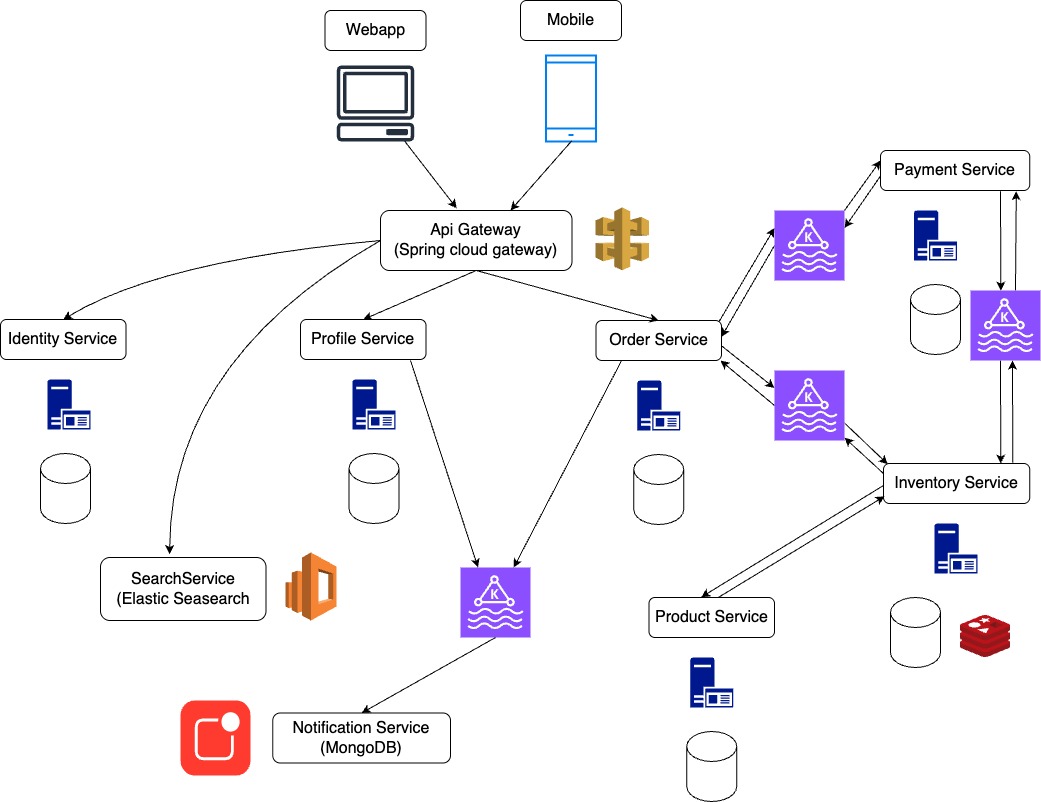 Webapp
Mobile
Api Gateway
(Spring cloud gateway)
Payment Service
K
K
Identity Service
Profile Service
Order Service
K
Inventory Service
SearchService
(Elastic Seasearch
K
Product Service
Notification Service
(MongoDB)